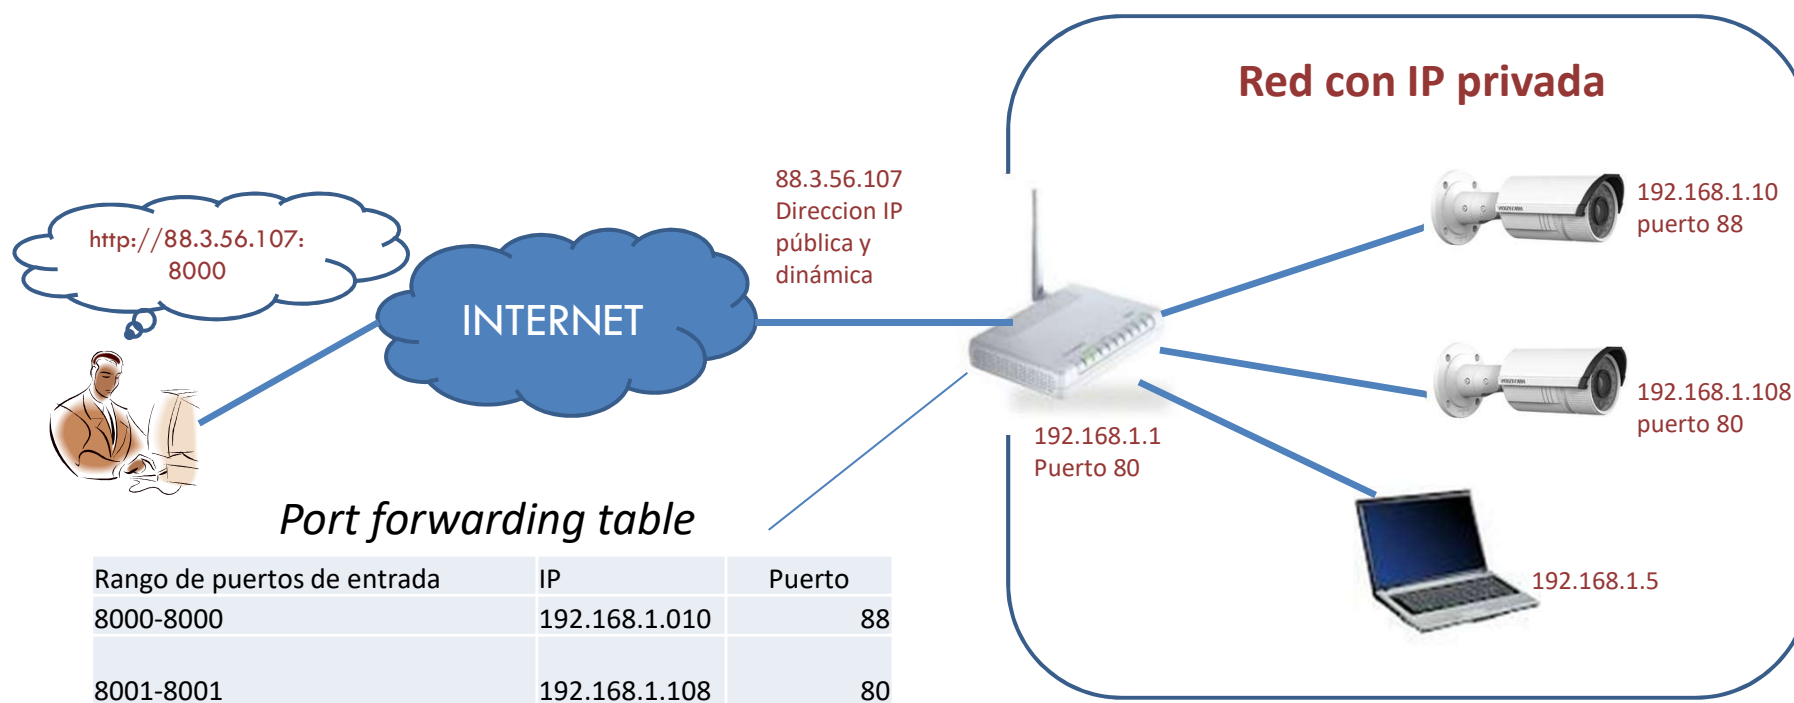 Red con IP privada
88.3.56.107
Direccion IP
pública y
dinámica
http://88.3.56.107:
8000
INTERNET
192.168.1.10
puerto 88
192.168.1.108
puerto 80
192.168.1.1
Puerto 80
192.168.1.5
Port forwarding table
Rango de puertos de entrada IP Puerto
8000-8000 192.168.1.010 88
8001-8001 192.168.1.108 80